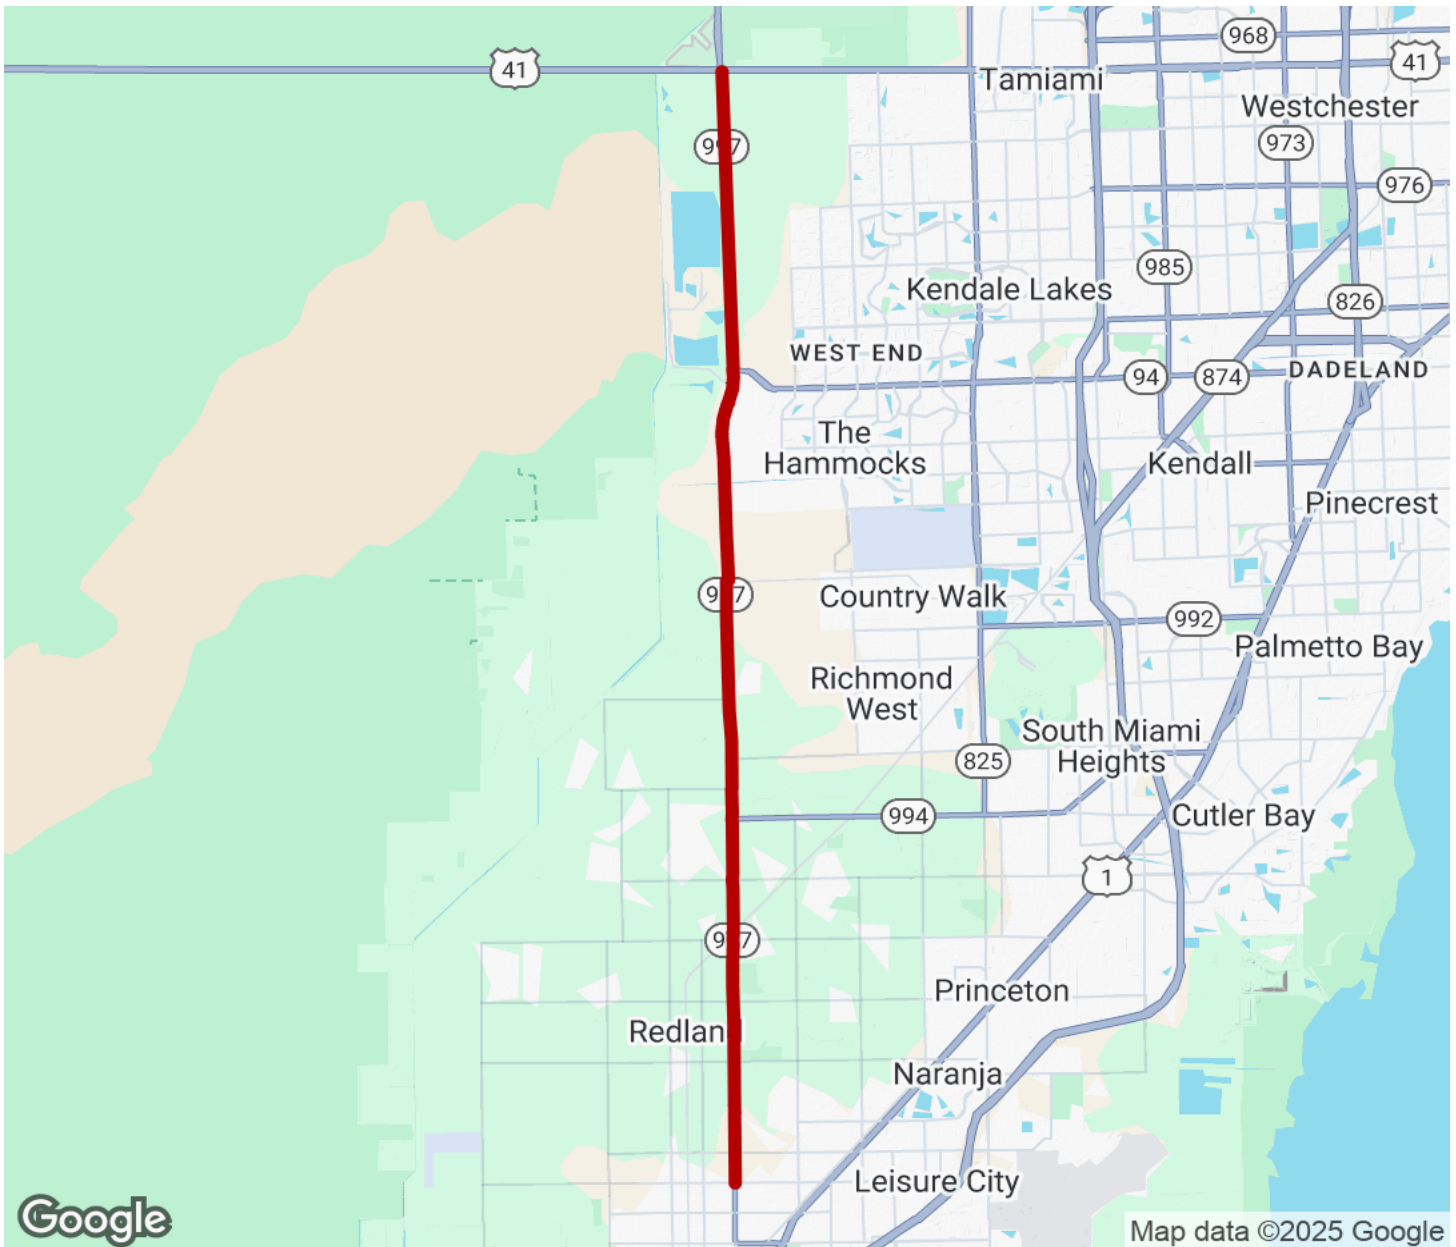 968
41
41
Tamiami
Westchester
997
973
976
985
Kendale Lakes
826
WEST END
DADELAND
94
874
The
Hammocks
Kendall
Pinecrest
Country Walk
992
Palmetto Bay
Richmond
West
South Miami
Heights
825
994
Cutler Bay
1
Princeton
Naranja
Leisure City
Google
Map data ©2025 Google